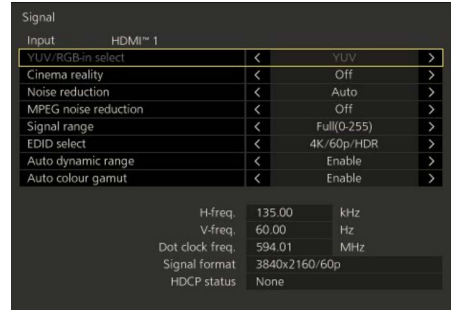 Signal
Input HDMI™ 1
YUV/RGB-in select < YUV >
Cinema reality < Off >
Noise reduction < Auto >
MPEG noise reduction < Off >
Signal range < Full(0-255) >
EDID select < 4K/60p/HDR >
Auto dynamic range < Enable >
Auto colour gamut < Enable >
H-freq. 135.00 kHz
V-freq. 60.00 Hz
Dot clock freq. 594.01 MHz
Signal format 3840x2160/60p
HDCP status None